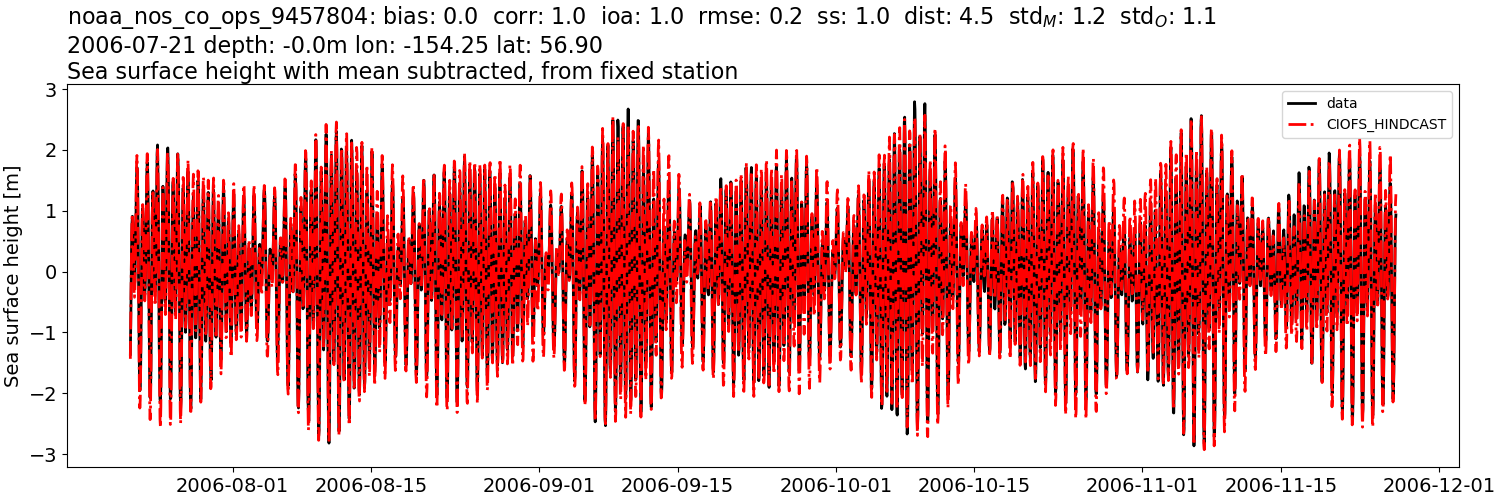 noaa_nos_co_ops_9457804: bias: 0.0  corr: 1.0  ioa: 1.0  rmse: 0.2  ss: 1.0  dist: 4.5  std_M: 1.2  std_O: 1.1
2006-07-21 depth: -0.0m lon: -154.25 lat: 56.90
Sea surface height with mean subtracted, from fixed station
data
CIOFS_HINDCAST
Sea surface height [m]
3
2
1
0
−1
−2
−3
2006-08-01 2006-08-15 2006-09-01 2006-09-15 2006-10-01 2006-10-15 2006-11-01 2006-11-15 2006-12-01